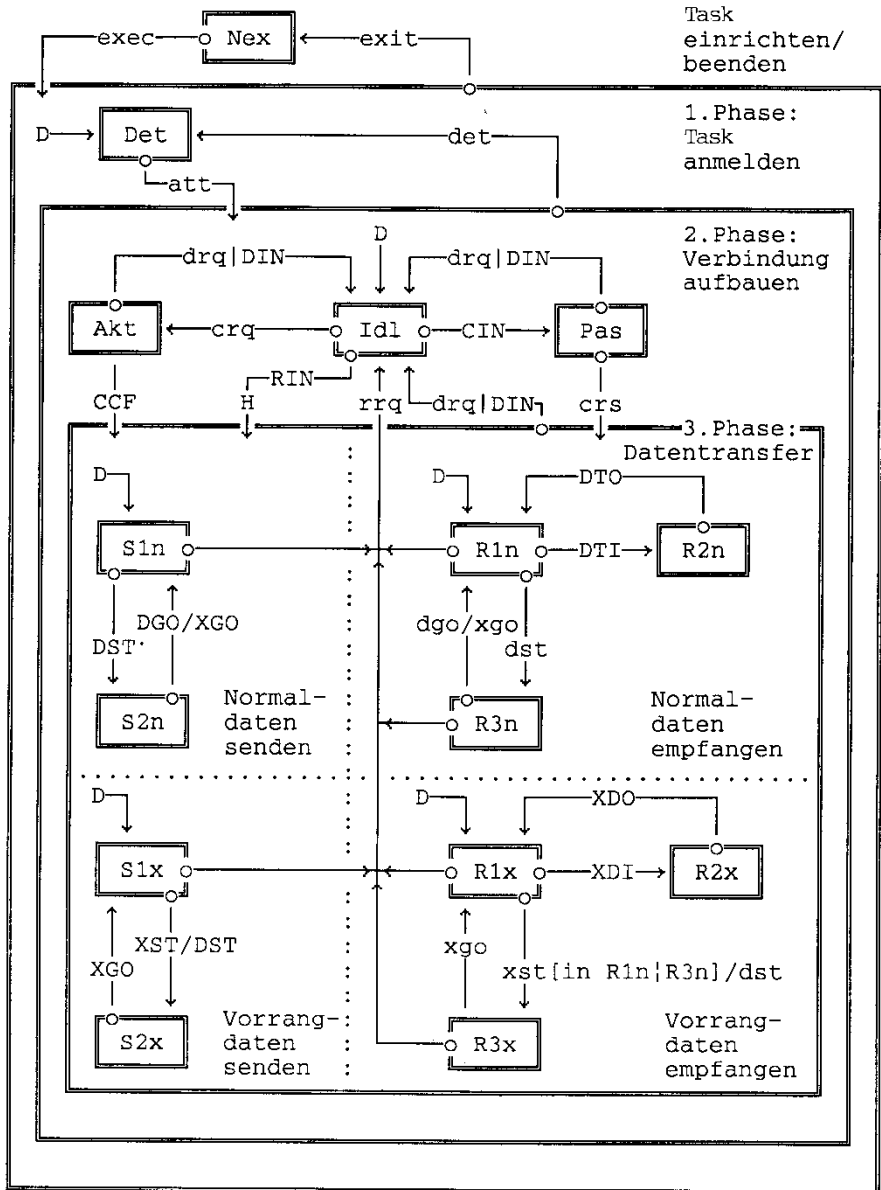 Task
exec Nex exit einrichten/
beenden
1.Phase:
D Det det Task
anmelden
att
D 2.Phase:
drq|DIN drq|DIN Verbindung
aufbauen
Akt crq Idl CIN Pas
RIN
CCF H rrq drq|DIN crs
3.Phase:
Datentransfer
D D DTO
S1n R1n DTI R2n
DGO/XGO dgo/xgo
DST dst
S2n Normal-
daten
senden
R3n Normal-
daten
empfangen
D D XDO
S1x R1x XDI R2x
XST/DST xgo
XGO xst[in R1n¦R3n]/dst
S2x Vorrang-
daten
senden
R3x Vorrang-
daten
empfangen